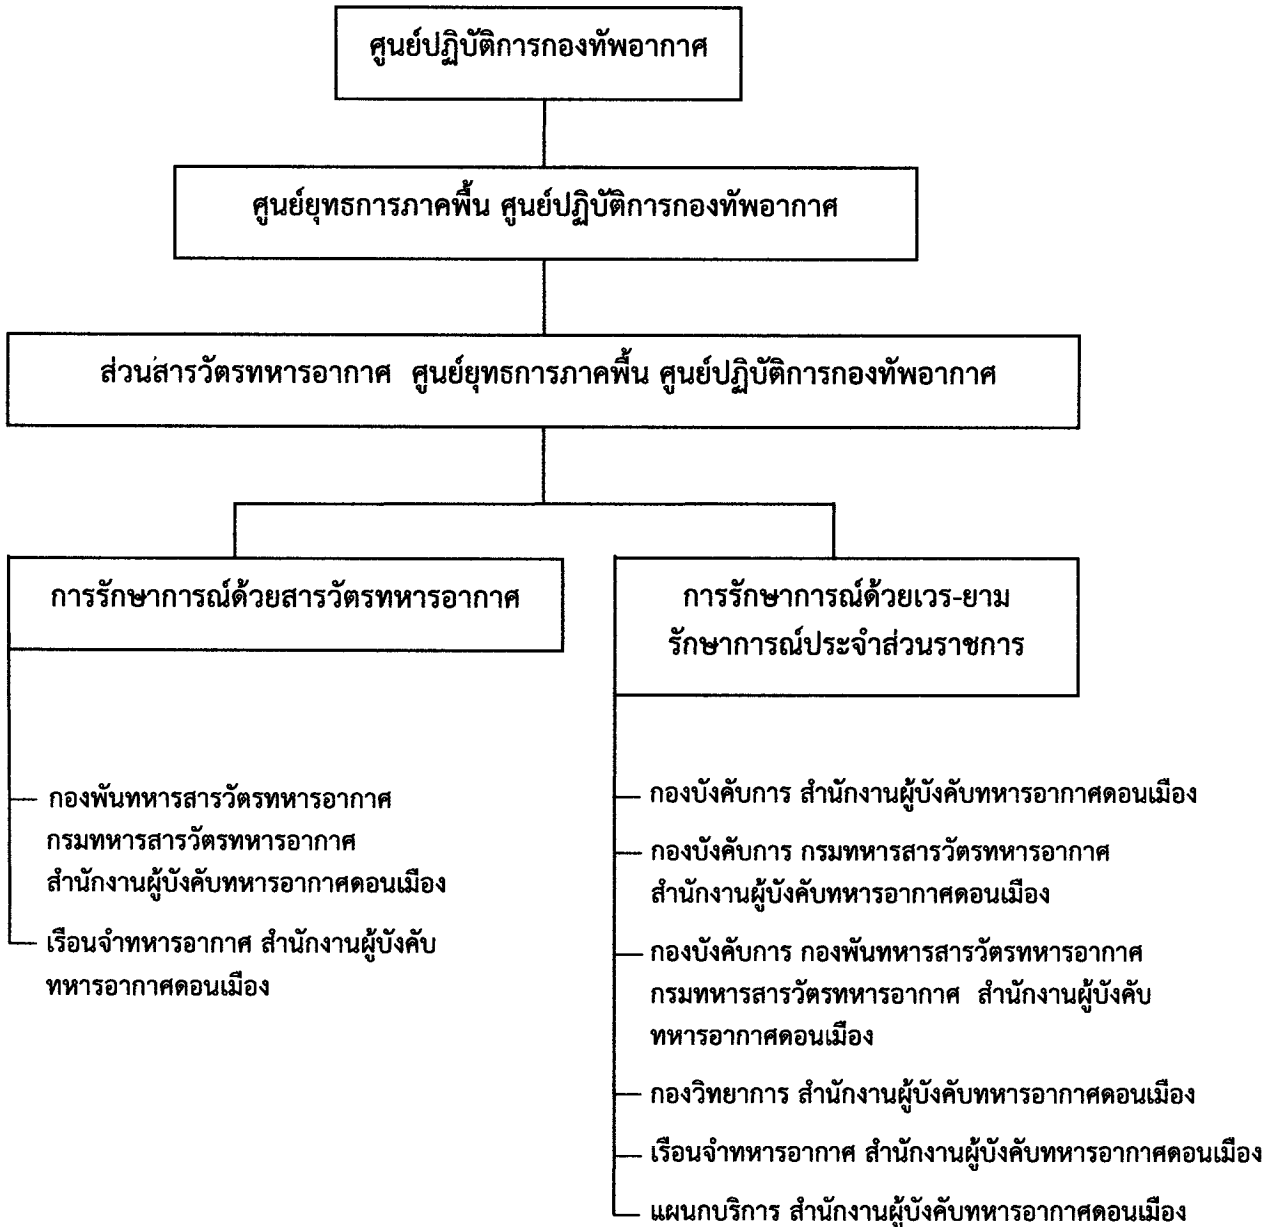 ศูนย์ปฏิบัติการกองทัพอากาศ
ศูนย์ยุทธการภาคพื้น ศูนย์ปฏิบัติการกองทัพอากาศ
ส่วนสารวัตรทหารอากาศ ศูนย์ยุทธการภาคพื้น ศูนย์ปฏิบัติการกองทัพอากาศ
การรักษาการณ์ด้วยสารวัตรทหารอากาศ
กองพันทหารสารวัตรทหารอากาศ
กรมทหารสารวัตรทหารอากาศ
สำนักงานผู้บังคับทหารอากาศดอนเมือง
เรือนจำทหารอากาศ สำนักงานผู้บังคับ
ทหารอากาศดอนเมือง
การรักษาการณ์ด้วยเวร-ยาม
รักษาการณ์ประจำส่วนราชการ
กองบังคับการ สำนักงานผู้บังคับทหารอากาศดอนเมือง
กองบังคับการ กรมทหารสารวัตรทหารอากาศ
สำนักงานผู้บังคับทหารอากาศดอนเมือง
กองบังคับการ กองพันทหารสารวัตรทหารอากาศ
กรมทหารสารวัตรทหารอากาศ สำนักงานผู้บังคับ
ทหารอากาศดอนเมือง
กองวิทยาการ สำนักงานผู้บังคับทหารอากาศดอนเมือง
เรือนจำทหารอากาศ สำนักงานผู้บังคับทหารอากาศดอนเมือง
แผนกบริการ สำนักงานผู้บังคับทหารอากาศดอนเมือง